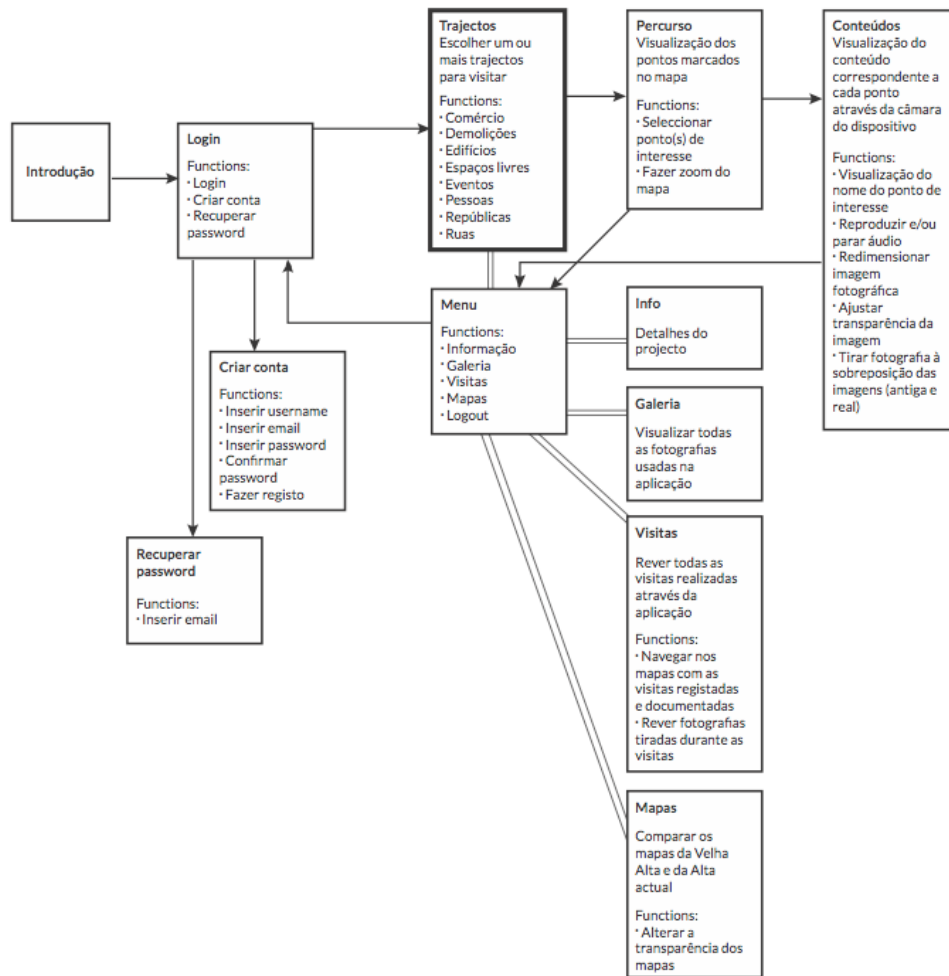 Introdução
Login
Functions:
· Login
· Criar conta
· Recuperar
password
Trajectos
Escolher um ou
mais trajectos
para visitar
Functions:
· Comércio
· Demolições
· Edifícios
· Espaços livres
· Eventos
· Pessoas
· Repúblicas
· Ruas
Percurso
Visualização dos
pontos marcados
no mapa
Functions:
· Seleccionar
ponto(s) de
interesse
· Fazer zoom do
mapa
Conteúdos
Visualização do
conteúdo
correspondente a
cada ponto
através da câmara
do dispositivo
Functions:
· Visualização do
nome do ponto de
interesse
· Reproduzir e/ou
parar áudio
· Redimensionar
imagem
fotográfica
· Ajustar
transparência da
imagem
· Tirar fotografia à
sobreposição das
imagens (antiga e
real)
Menu
Functions:
· Informação
· Galeria
· Visitas
· Mapas
· Logout
Info
Detalhes do
projecto
Criar conta
Functions:
· Inserir username
· Inserir email
· Inserir password
· Confirmar
password
· Fazer registo
Galeria
Visualizar todas
as fotografias
usadas na
aplicação
Recuperar
password
Functions:
· Inserir email
Visitas
Rever todas as
visitas realizadas
através da
aplicação
Functions:
· Navegar nos
mapas com as
visitas registadas
e documentadas
· Rever fotografias
tiradas durante as
visitas
Mapas
Comparar os
mapas da Velha
Alta e da Alta
actual
Functions:
· Alterar a
transparência dos
mapas